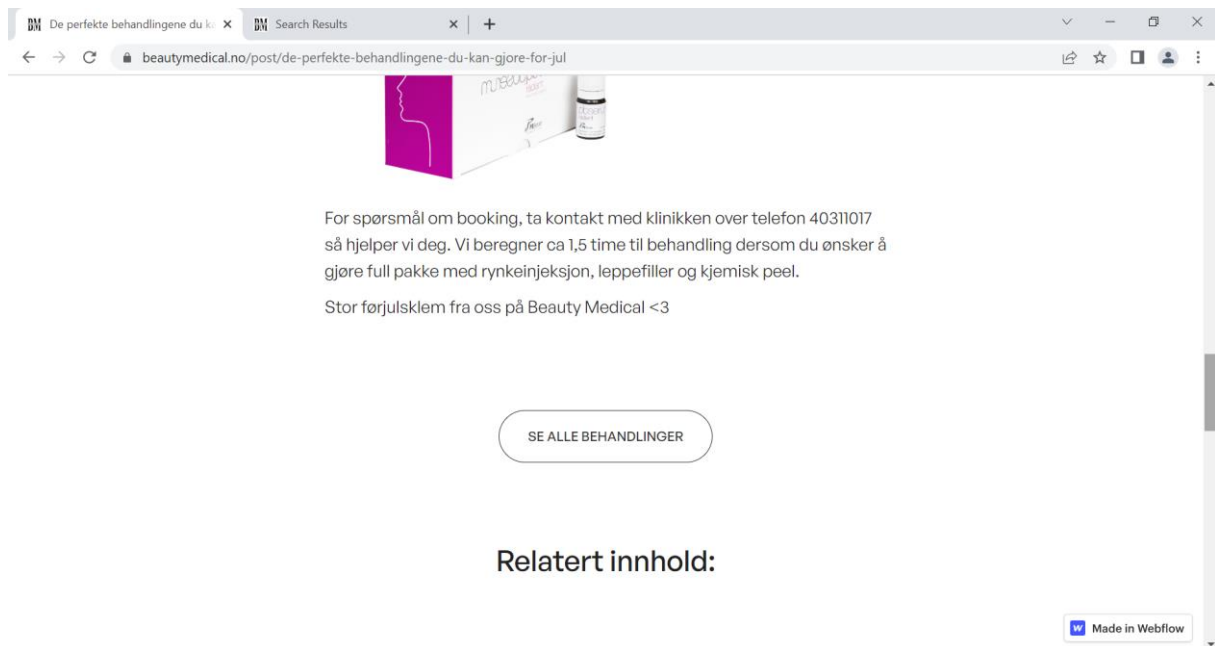 BM De perfekte behandlingene du k
BM Search Results
beautymedical.no/post/de-perfekte-behandlingene-du-kan-gjore-for-jul
For spørsmål om booking, ta kontakt med klinikken over telefon 40311017
så hjelper vi deg. Vi beregner ca 1,5 time til behandling dersom du ønsker å
gjøre full pakke med rynkeinjeksjon, leppefiller og kjemisk peel.
Stor førjulsklem fra oss på Beauty Medical <3
SE ALLE BEHANDLINGER
Relatert innhold:
W Made in Webflow